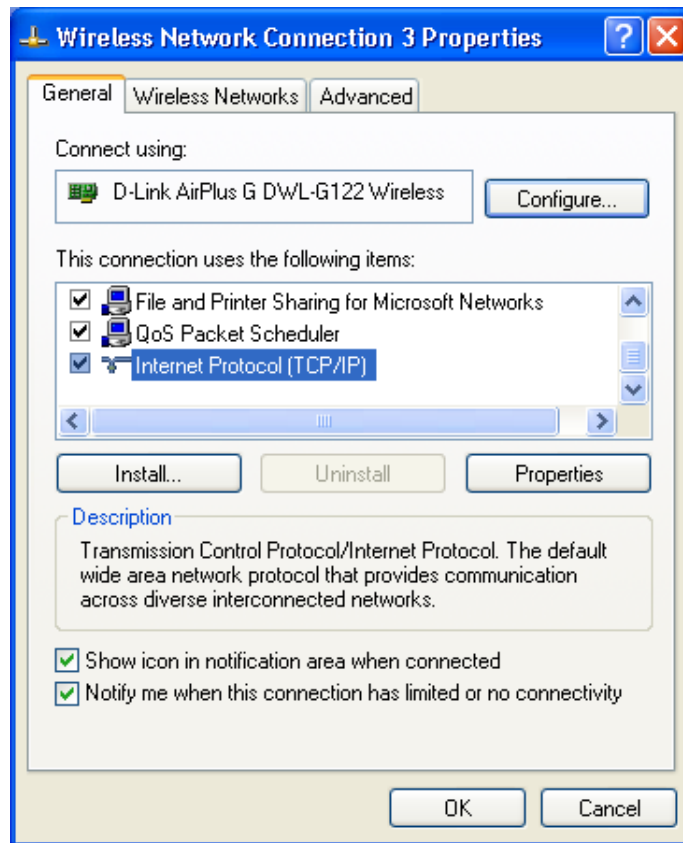 Wireless Network Connection 3 Properties
General Wireless Networks Advanced
Connect using:
D-Link AirPlus G DWL-G122 Wireless Configure...
This connection uses the following items:
File and Printer Sharing for Microsoft Networks
QoS Packet Scheduler
Internet Protocol (TCP/IP)
Install... Uninstall Properties
Description
Transmission Control Protocol/Internet Protocol. The default
wide area network protocol that provides communication
across diverse interconnected networks.
Show icon in notification area when connected
Notify me when this connection has limited or no connectivity
OK Cancel